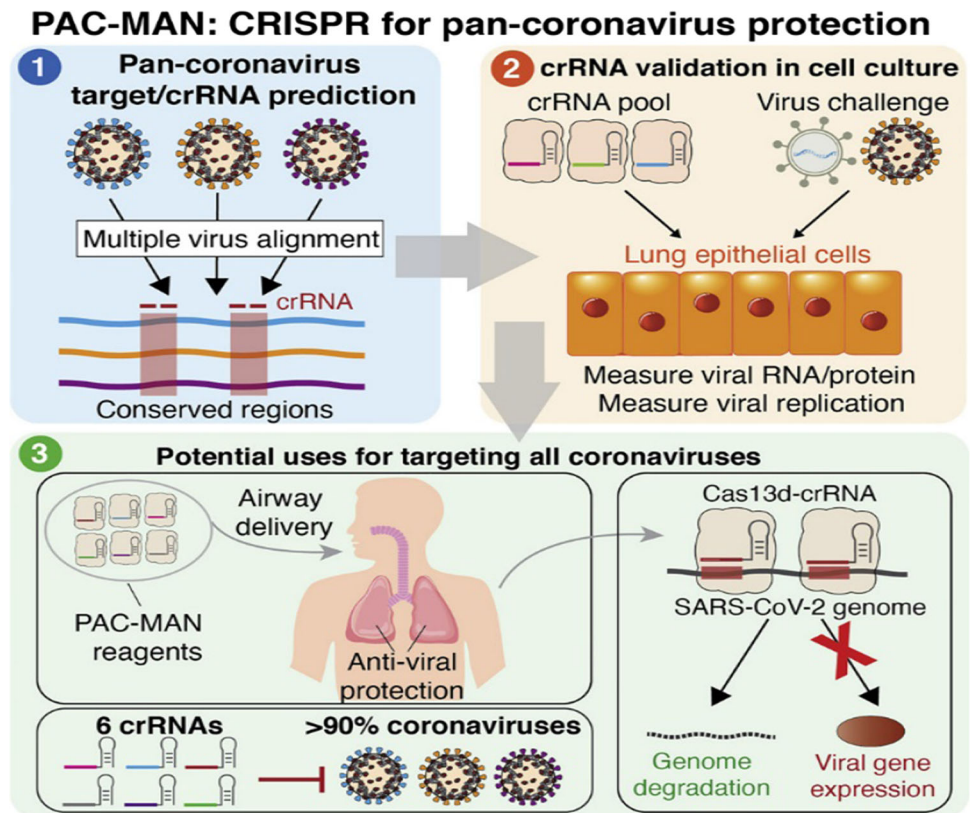 PAC-MAN: CRISPR for pan-coronavirus protection
1
Pan-coronavirus
target/crRNA prediction
Multiple virus alignment
crRNA
Conserved regions
2
crRNA validation in cell culture
crRNA pool
Virus challenge
Lung epithelial cells
Measure viral RNA/protein
Measure viral replication
3
Potential uses for targeting all coronaviruses
Airway
delivery
PAC-MAN
reagents
Anti-viral
protection
6 crRNAs
>90% coronaviruses
Cas13d-crRNA
SARS-CoV-2 genome
Genome
degradation
Viral gene
expression